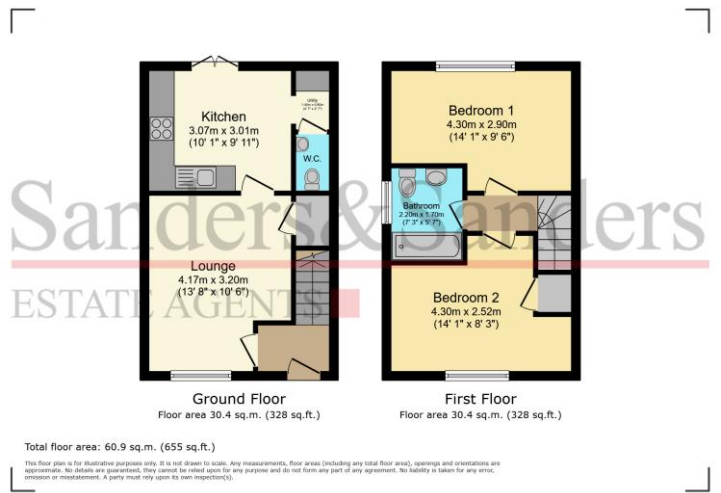 Kitchen
3.07m x 3.01m
(10' 1" x 9' 11")
Utility
W.C.
Lounge
4.17m x 3.20m
(13' 8" x 10' 6")
Bedroom 1
4.30m x 2.90m
(14' 1" x 9' 6")
Bathroom
2.20m x 1.70m
(7' 3" x 5' 7")
Bedroom 2
4.30m x 2.52m
(14' 1" x 8' 3")
Sanders&Sanders
ESTATE AGENTS
Ground Floor
Floor area 30.4 sq.m. (328 sq.ft.)
First Floor
Floor area 30.4 sq.m. (328 sq.ft.)
Total floor area: 60.9 sq.m. (655 sq.ft.)
This floor plan is for illustrative purposes only. It is not drawn to scale. Any measurements, floor areas (including any total floor area), openings and orientations are
approximate. No details are guaranteed, they cannot be relied upon for any purpose and do not form any part of any agreement. No liability is taken for any error,
omission or misstatement. A party must rely upon its own inspection(s).